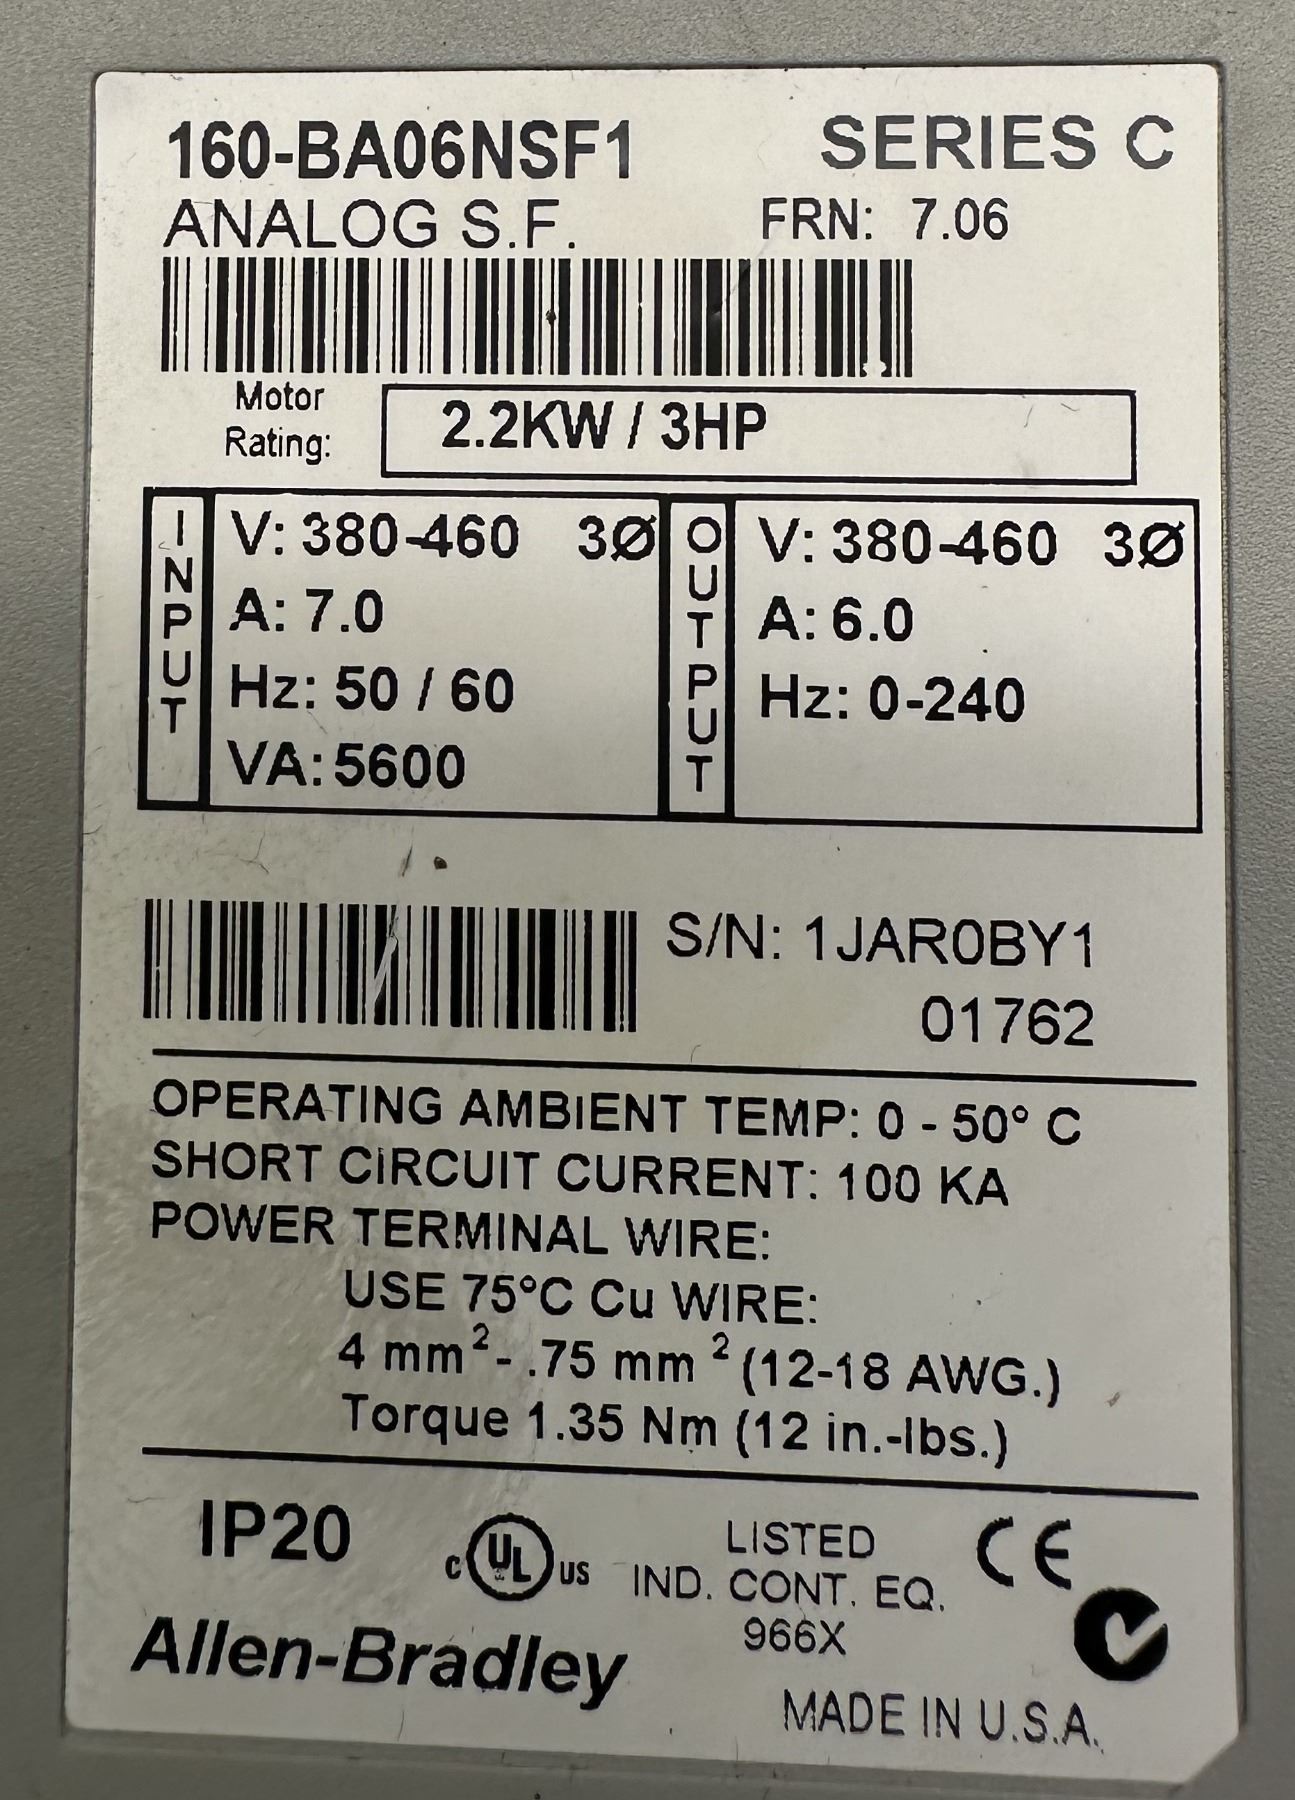 160-BA06NSF1 SERIES C
ANALOG S.F. FRN: 7.06
Motor Rating: 2.2KW / 3HP
INPUT
V: 380-460 3Ø
A: 7.0
Hz: 50 / 60
VA: 5600
OUTPUT
V: 380-460 3Ø
A: 6.0
Hz: 0-240
S/N: 1JAR0BY1
01762
OPERATING AMBIENT TEMP: 0 - 50° C
SHORT CIRCUIT CURRENT: 100 KA
POWER TERMINAL WIRE:
USE 75°C Cu WIRE:
4 mm²- .75 mm ² (12-18 AWG.)
Torque 1.35 Nm (12 in.-lbs.)
IP20
c UL us
LISTED
IND. CONT. EQ.
966X
CE
Allen-Bradley
MADE IN U.S.A.